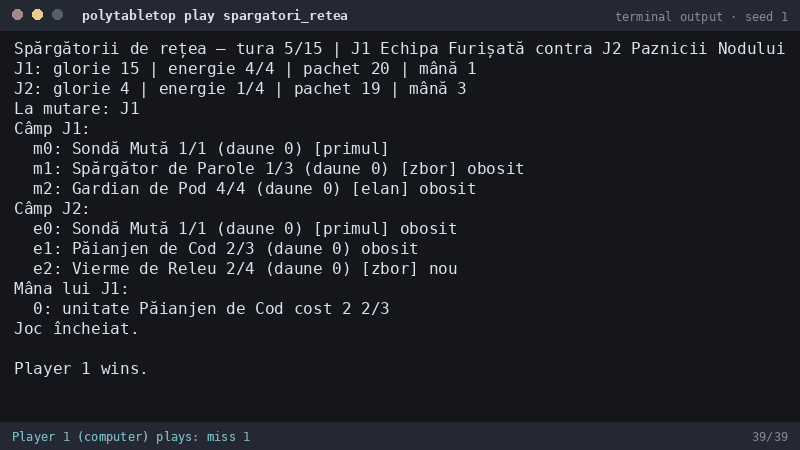 polytabletop play spargatori_retea
terminal output · seed 1
Spărgătorii de rețea — tura 5/15 | J1 Echipa Furișată contra J2 Paznicii Nodului
J1: glorie 15 | energie 4/4 | pachet 20 | mână 1
J2: glorie 4 | energie 1/4 | pachet 19 | mână 3
La mutare: J1
Câmp J1:
m0: Sondă Mută 1/1 (daune 0) [primul]
m1: Spărgător de Parole 1/3 (daune 0) [zbor] obosit
m2: Gardian de Pod 4/4 (daune 0) [elan] obosit
Câmp J2:
e0: Sondă Mută 1/1 (daune 0) [primul] obosit
e1: Păianjen de Cod 2/3 (daune 0) obosit
e2: Vierme de Releu 2/4 (daune 0) [zbor] nou
Mâna lui J1:
0: unitate Păianjen de Cod cost 2 2/3
Joc încheiat.
Player 1 wins.
Player 1 (computer) plays: miss 1
39/39